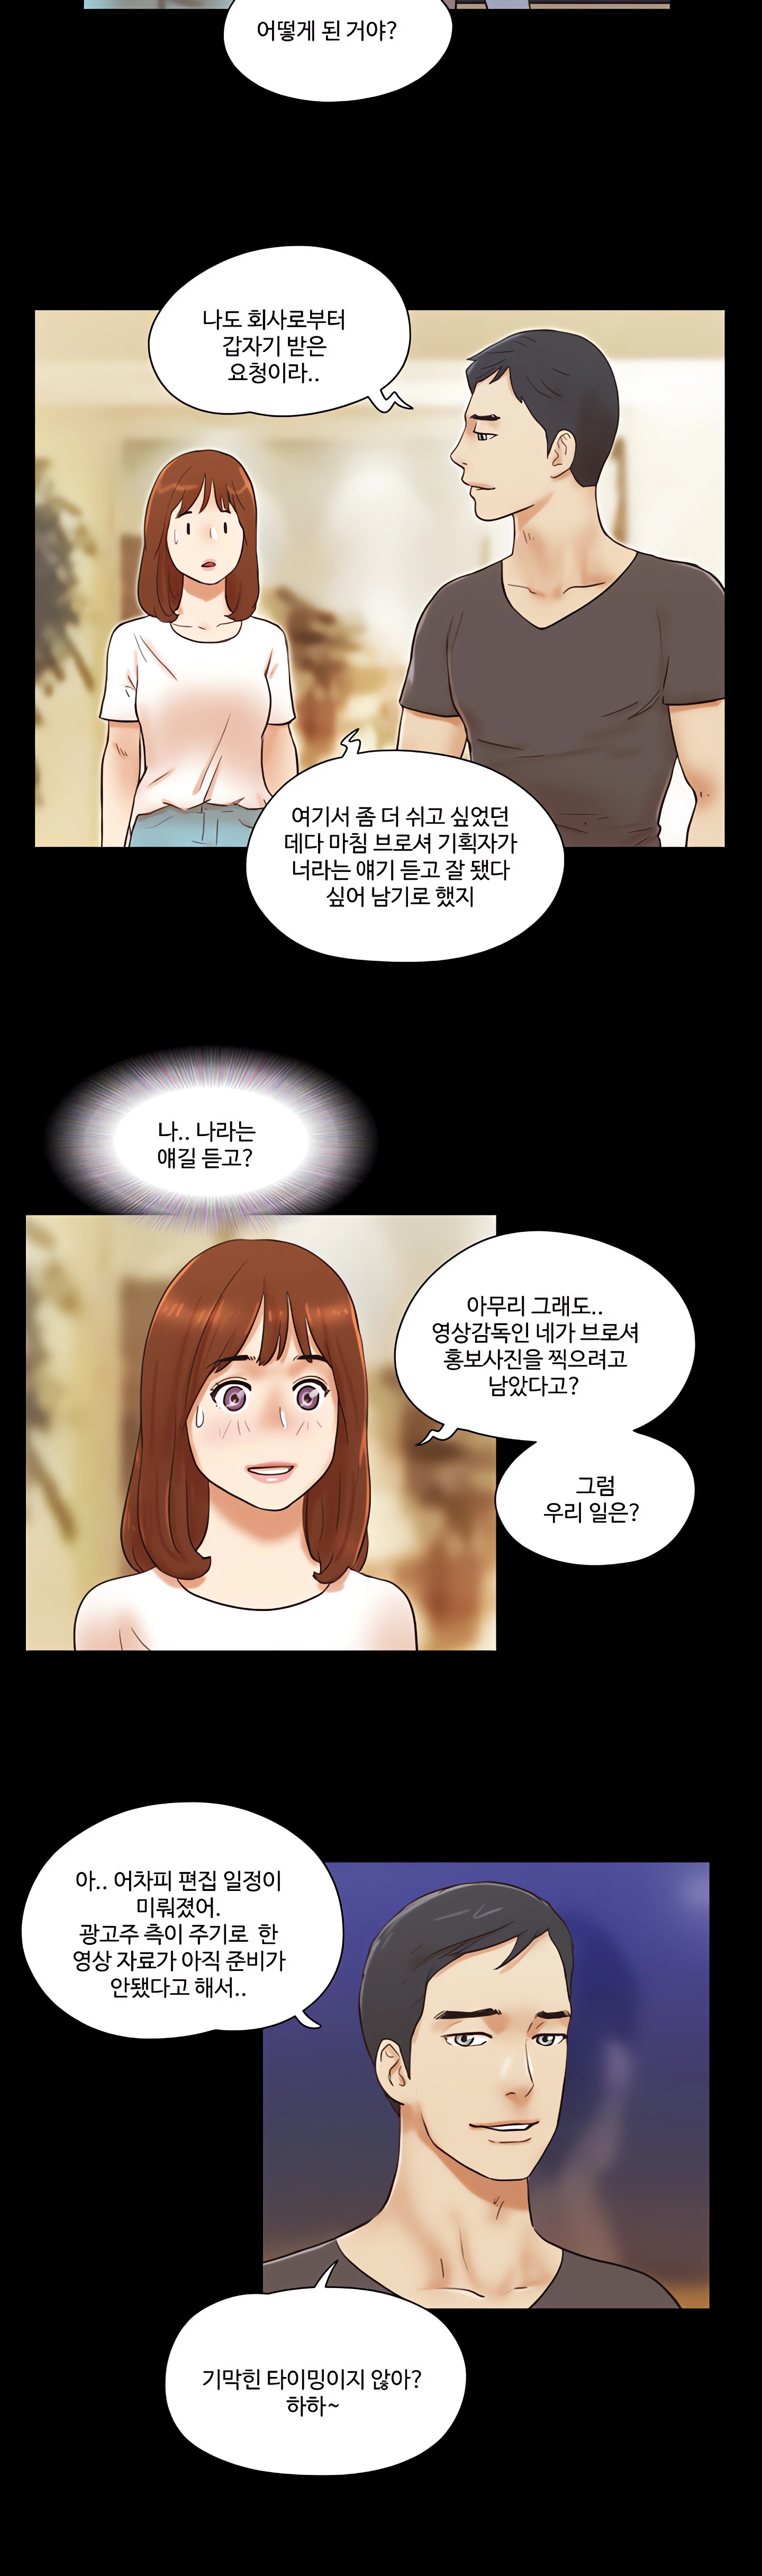 어떻게 된 거야?
나도 회사로부터
갑자기 받은
요청이라..
여기서 좀 더 쉬고 싶었던
데다 마침 브로셔 기획자가
너라는 얘기 듣고 잘 됐다
싶어 남기로 했지
나.. 나라는
얘길 듣고?
아무리 그래도..
영상감독인 네가 브로셔
홍보사진을 찍으려고
남았다고?
그럼
우리 일은?
아.. 어차피 편집 일정이
미뤄졌어.
광고주 측이 주기로 한
영상 자료가 아직 준비가
안됐다고 해서..
기막힌 타이밍이지 않아?
하하~